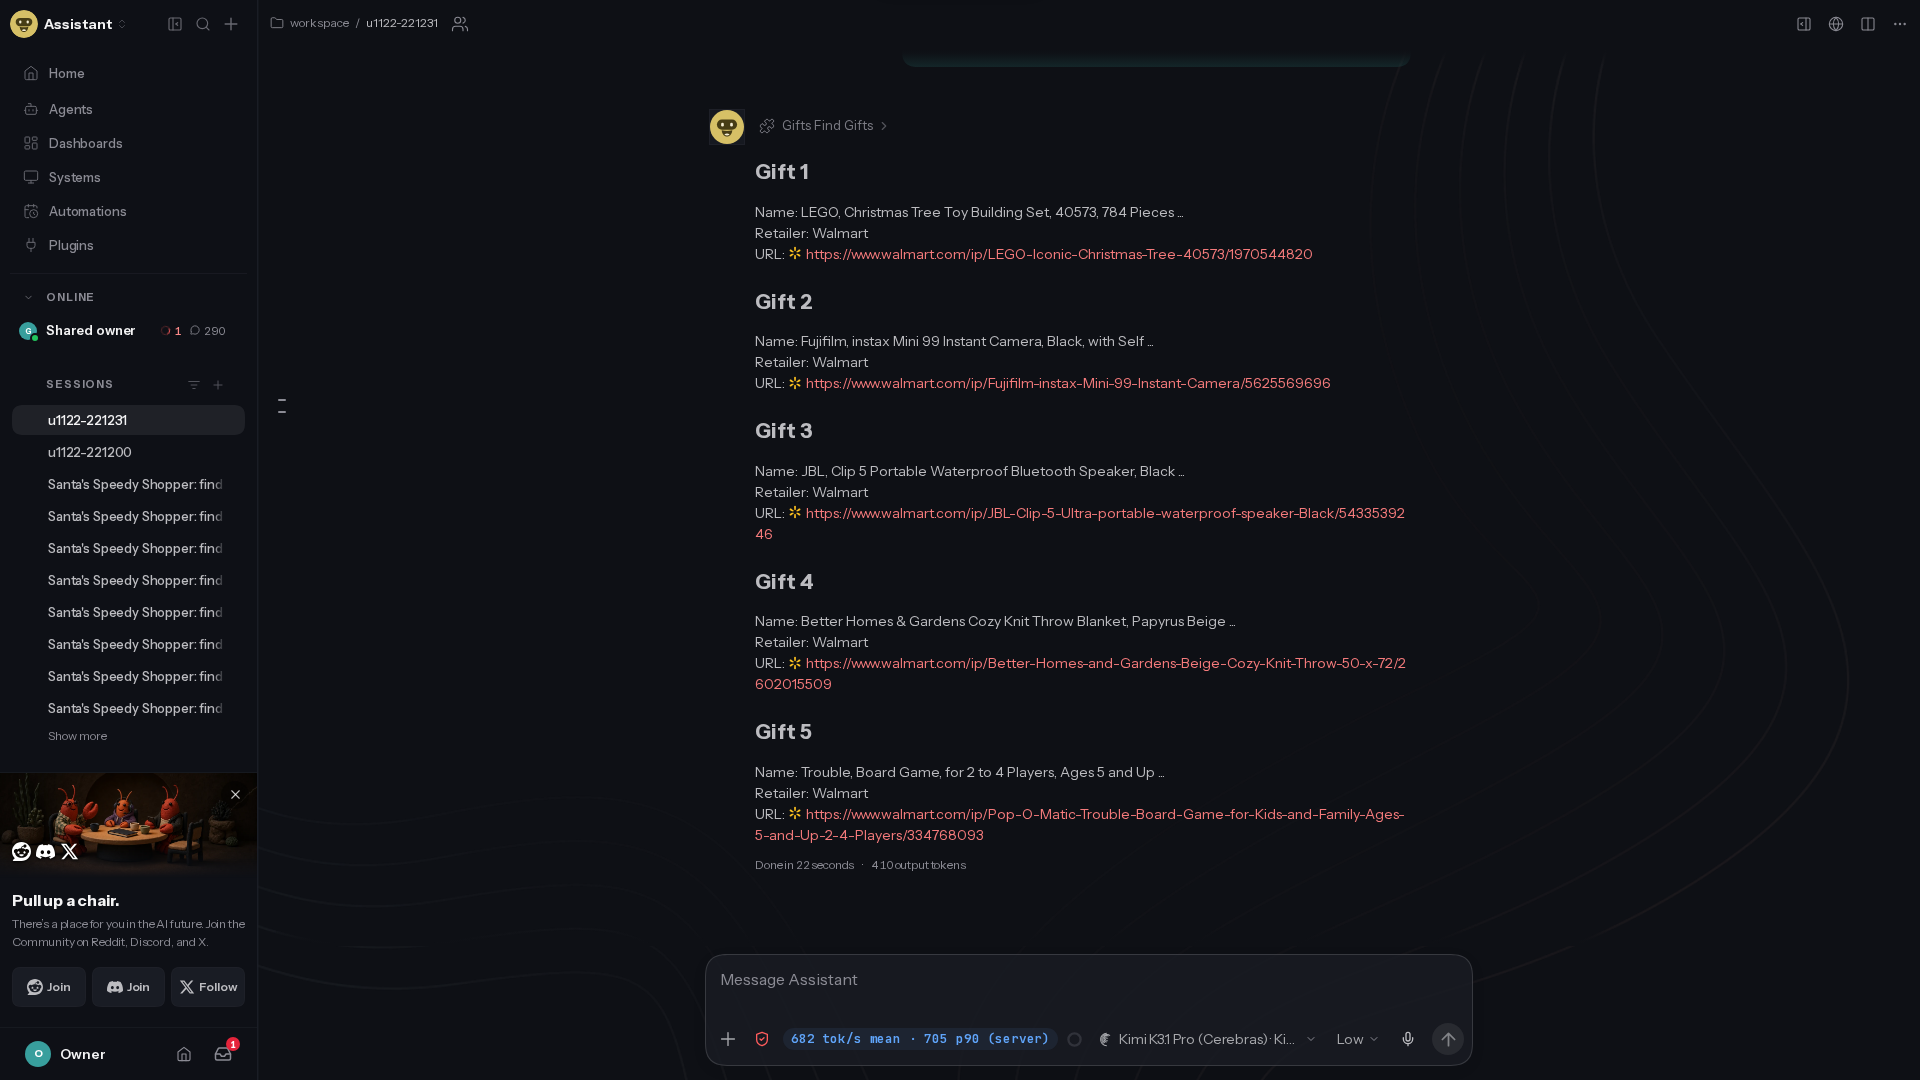 Assistant
workspace / u1122-221231
Home
Agents
Dashboards
Systems
Automations
Plugins
ONLINE
G Shared owner 1 290
SESSIONS
u1122-221231
u1122-221200
Santa's Speedy Shopper: find
Santa's Speedy Shopper: find
Santa's Speedy Shopper: find
Santa's Speedy Shopper: find
Santa's Speedy Shopper: find
Santa's Speedy Shopper: find
Santa's Speedy Shopper: find
Santa's Speedy Shopper: find
Show more
Pull up a chair.
There's a place for you in the AI future. Join the
Community on Reddit, Discord, and X.
Join Join Follow
O Owner 1
Gifts Find Gifts
Gift 1
Name: LEGO, Christmas Tree Toy Building Set, 40573, 784 Pieces ...
Retailer: Walmart
URL: https://www.walmart.com/ip/LEGO-Iconic-Christmas-Tree-40573/1970544820
Gift 2
Name: Fujifilm, instax Mini 99 Instant Camera, Black, with Self ...
Retailer: Walmart
URL: https://www.walmart.com/ip/Fujifilm-instax-Mini-99-Instant-Camera/5625569696
Gift 3
Name: JBL, Clip 5 Portable Waterproof Bluetooth Speaker, Black ...
Retailer: Walmart
URL: https://www.walmart.com/ip/JBL-Clip-5-Ultra-portable-waterproof-speaker-Black/54335392
46
Gift 4
Name: Better Homes & Gardens Cozy Knit Throw Blanket, Papyrus Beige ...
Retailer: Walmart
URL: https://www.walmart.com/ip/Better-Homes-and-Gardens-Beige-Cozy-Knit-Throw-50-x-72/2
602015509
Gift 5
Name: Trouble, Board Game, for 2 to 4 Players, Ages 5 and Up ...
Retailer: Walmart
URL: https://www.walmart.com/ip/Pop-O-Matic-Trouble-Board-Game-for-Kids-and-Family-Ages-
5-and-Up-2-4-Players/334768093
Done in 22 seconds · 410 output tokens
Message Assistant
682 tok/s mean · 705 p90 (server) Kimi K3.1 Pro (Cerebras) · Ki... Low